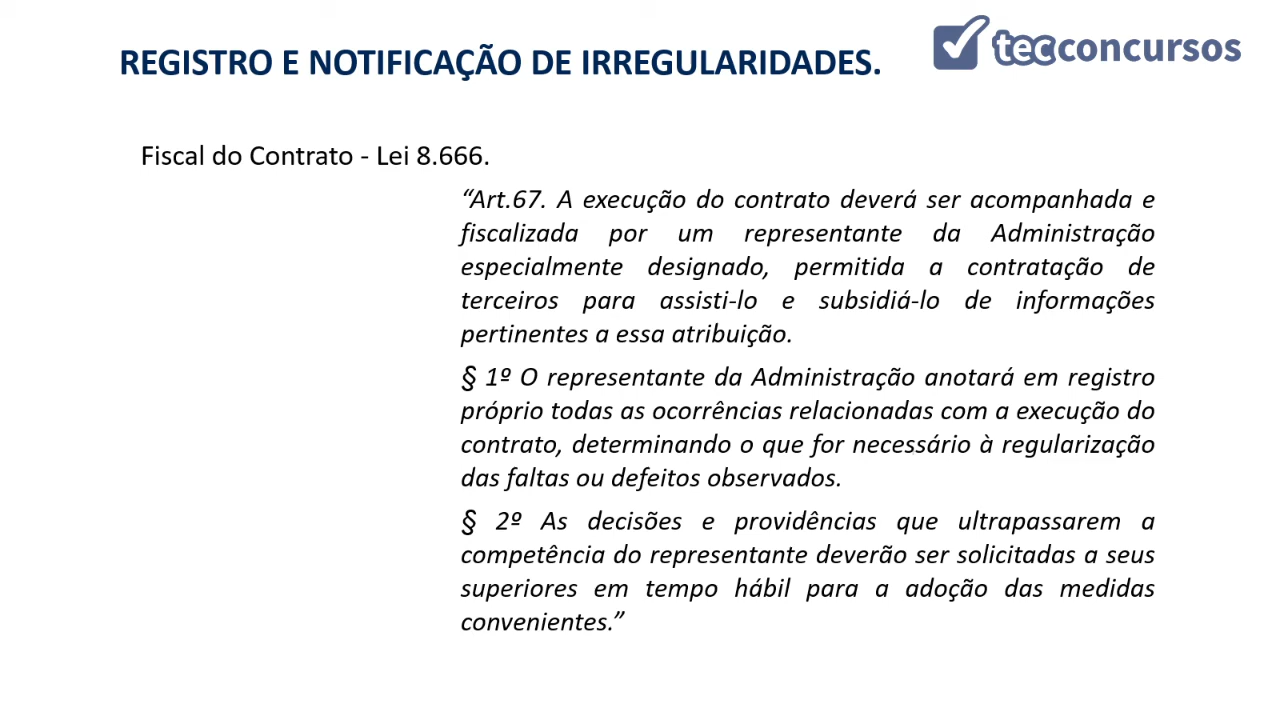 REGISTRO E NOTIFICAÇÃO DE IRREGULARIDADES.
tecconcursos
Fiscal do Contrato - Lei 8.666.
“Art.67. A execução do contrato deverá ser acompanhada e
fiscalizada por um representante da Administração
especialmente designado, permitida a contratação de
terceiros para assisti-lo e subsidiá-lo de informações
pertinentes a essa atribuição.
§ 1º O representante da Administração anotará em registro
próprio todas as ocorrências relacionadas com a execução do
contrato, determinando o que for necessário à regularização
das faltas ou defeitos observados.
§ 2º As decisões e providências que ultrapassarem a
competência do representante deverão ser solicitadas a seus
superiores em tempo hábil para a adoção das medidas
convenientes.”